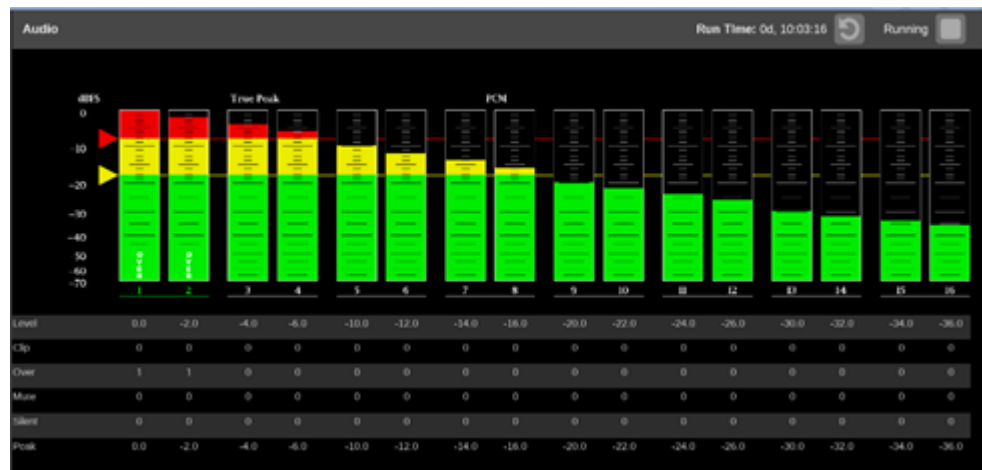 Audio Run Time: 0d, 10:03:16 Running
dBFS True Peak PCM
0
-10
-20
-30
-40
50
-60
-70
OVER OVER
1 2 3 4 5 6 7 8 9 10 11 12 13 14 15 16
Level 0.0 -2.0 -4.0 -6.0 -10.0 -12.0 -14.0 -16.0 -20.0 -22.0 -24.0 -26.0 -30.0 -32.0 -34.0 -36.0
Clip 0 0 0 0 0 0 0 0 0 0 0 0 0 0 0 0
Over 1 1 0 0 0 0 0 0 0 0 0 0 0 0 0 0
Mute 0 0 0 0 0 0 0 0 0 0 0 0 0 0 0 0
Silent 0 0 0 0 0 0 0 0 0 0 0 0 0 0 0 0
Peak 0.0 -2.0 -4.0 -6.0 -10.0 -12.0 -14.0 -16.0 -20.0 -22.0 -24.0 -26.0 -30.0 -32.0 -34.0 -36.0